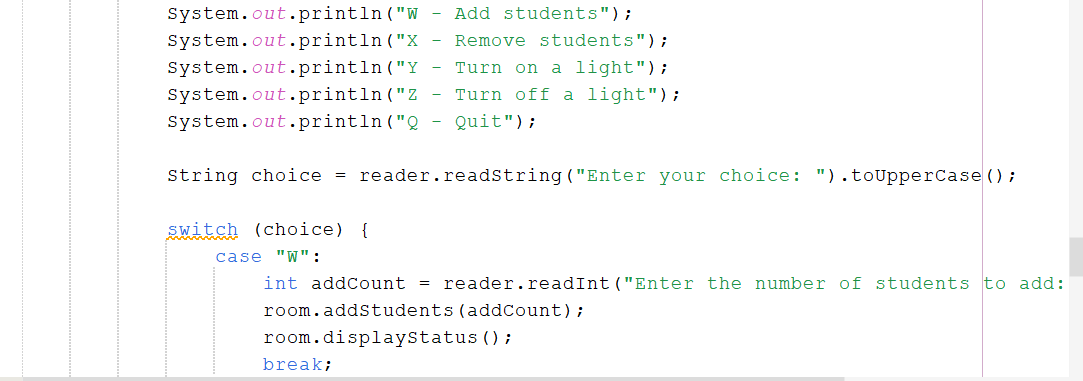 System.out.println("W - Add students");
System.out.println("X - Remove students");
System.out.println("Y - Turn on a light");
System.out.println("Z - Turn off a light");
System.out.println("Q - Quit");
String choice = reader.readString("Enter your choice: ").toUpperCase();
switch (choice) {
case "W":
int addCount = reader.readInt("Enter the number of students to add:
room.addStudents(addCount);
room.displayStatus();
break;